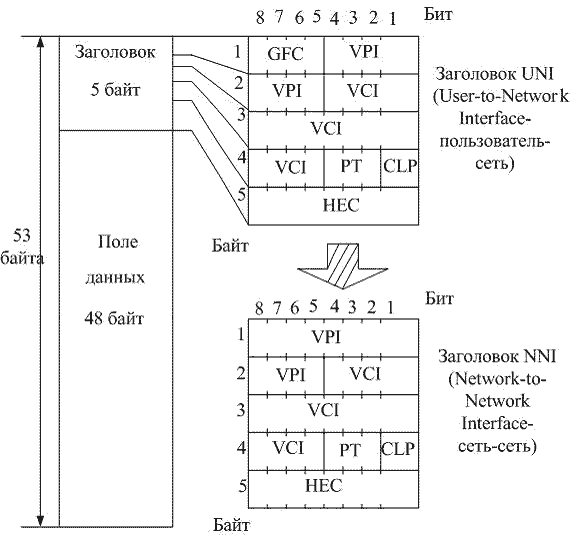 8 7 6 5 4 3 2 1 Бит
Заголовок
5 байт
1 GFC VPI
2 VPI VCI
3 VCI
4 VCI PT CLP
5 HEC
Байт
Заголовок UNI
(User-to-Network
Interface-
пользователь-
сеть)
53
байта
Поле
данных
48 байт
8 7 6 5 4 3 2 1 Бит
1 VPI
2 VPI VCI
3 VCI
4 VCI PT CLP
5 HEC
Байт
Заголовок NNI
(Network-to-
Network
Interface-
сеть-сеть)